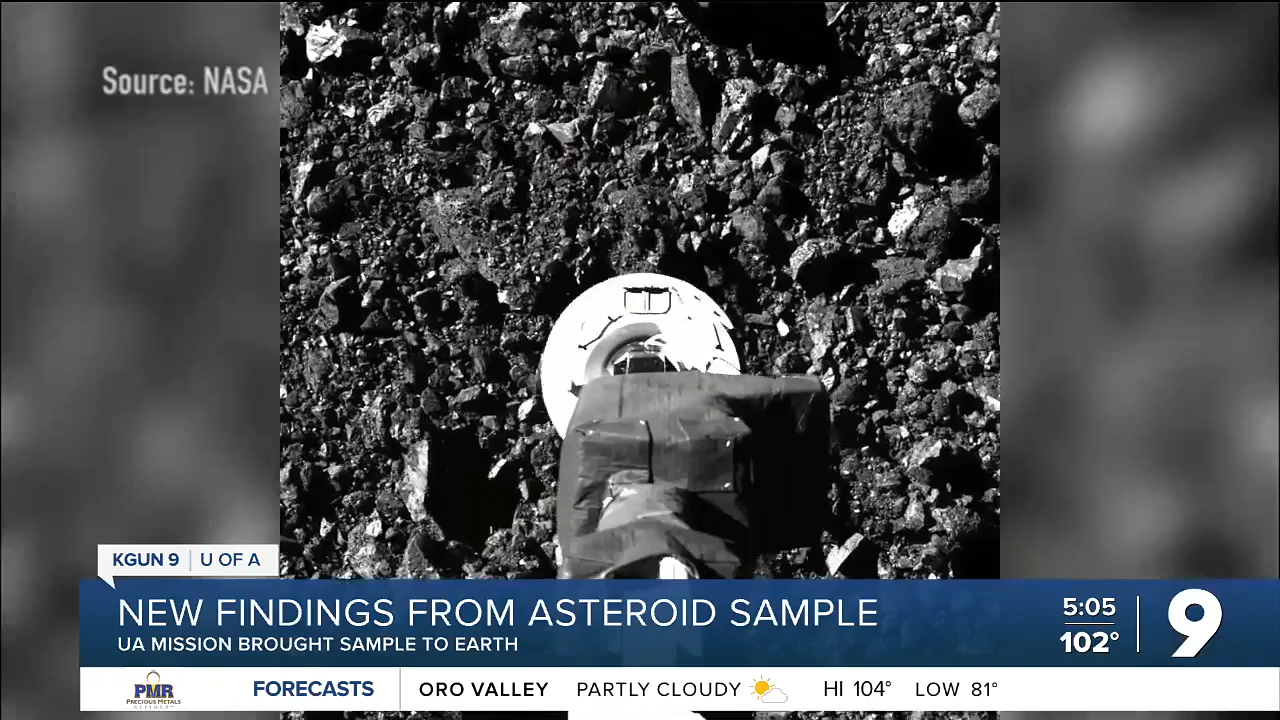 Source: NASA
KGUN 9 | U OF A
NEW FINDINGS FROM ASTEROID SAMPLE
UA MISSION BROUGHT SAMPLE TO EARTH
5:05
102°
9
PMR
PRECIOUS METALS
REFINERY
FORECASTS
ORO VALLEY PARTLY CLOUDY HI 104° LOW 81°